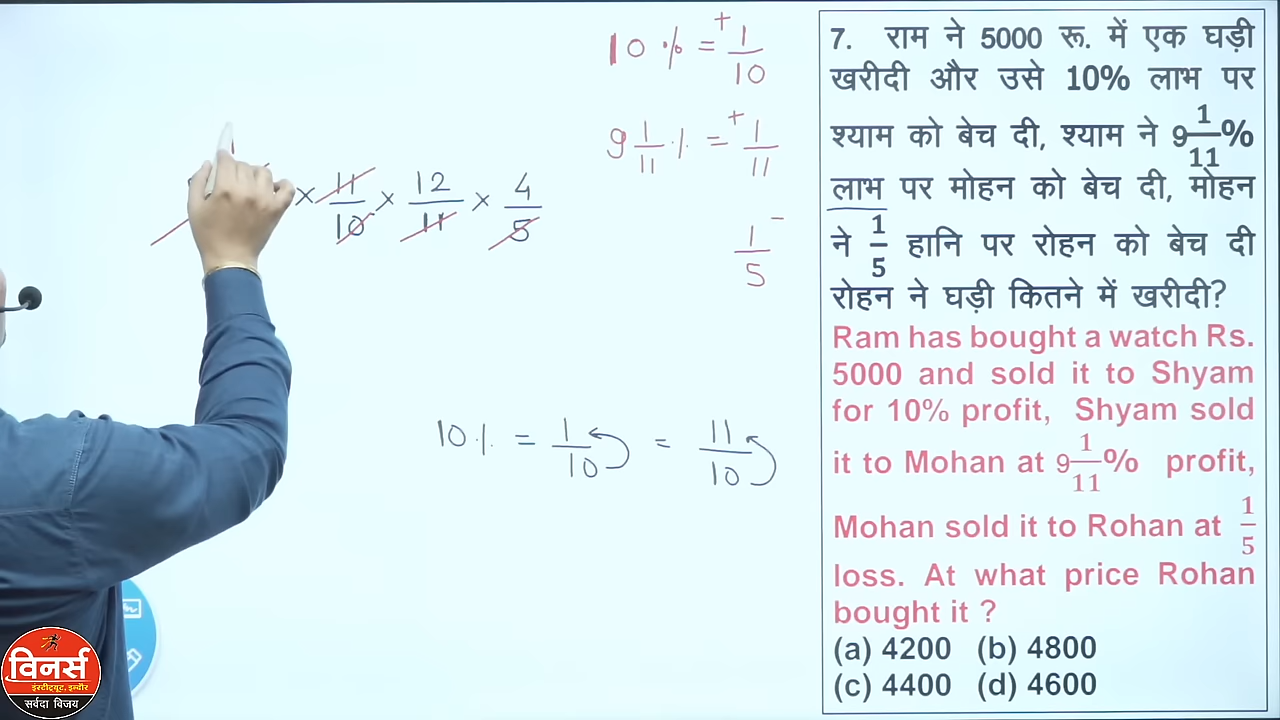 10% = +1/10
9 1/11 % = +1/11
× 11/10 × 12/11 × 4/5
1/5 -
10% = 1/10 = 11/10
7. राम ने 5000 रू. में एक घड़ी
खरीदी और उसे 10% लाभ पर
श्याम को बेच दी, श्याम ने 9 1/11 %
लाभ पर मोहन को बेच दी, मोहन
ने 1/5 हानि पर रोहन को बेच दी
रोहन ने घड़ी कितने में खरीदी?
Ram has bought a watch Rs.
5000 and sold it to Shyam
for 10% profit, Shyam sold
it to Mohan at 9 1/11 % profit,
Mohan sold it to Rohan at 1/5
loss. At what price Rohan
bought it ?
(a) 4200 (b) 4800
(c) 4400 (d) 4600
विनर्स
इंस्टीट्यूट, इन्दौर
सर्वदा विजय